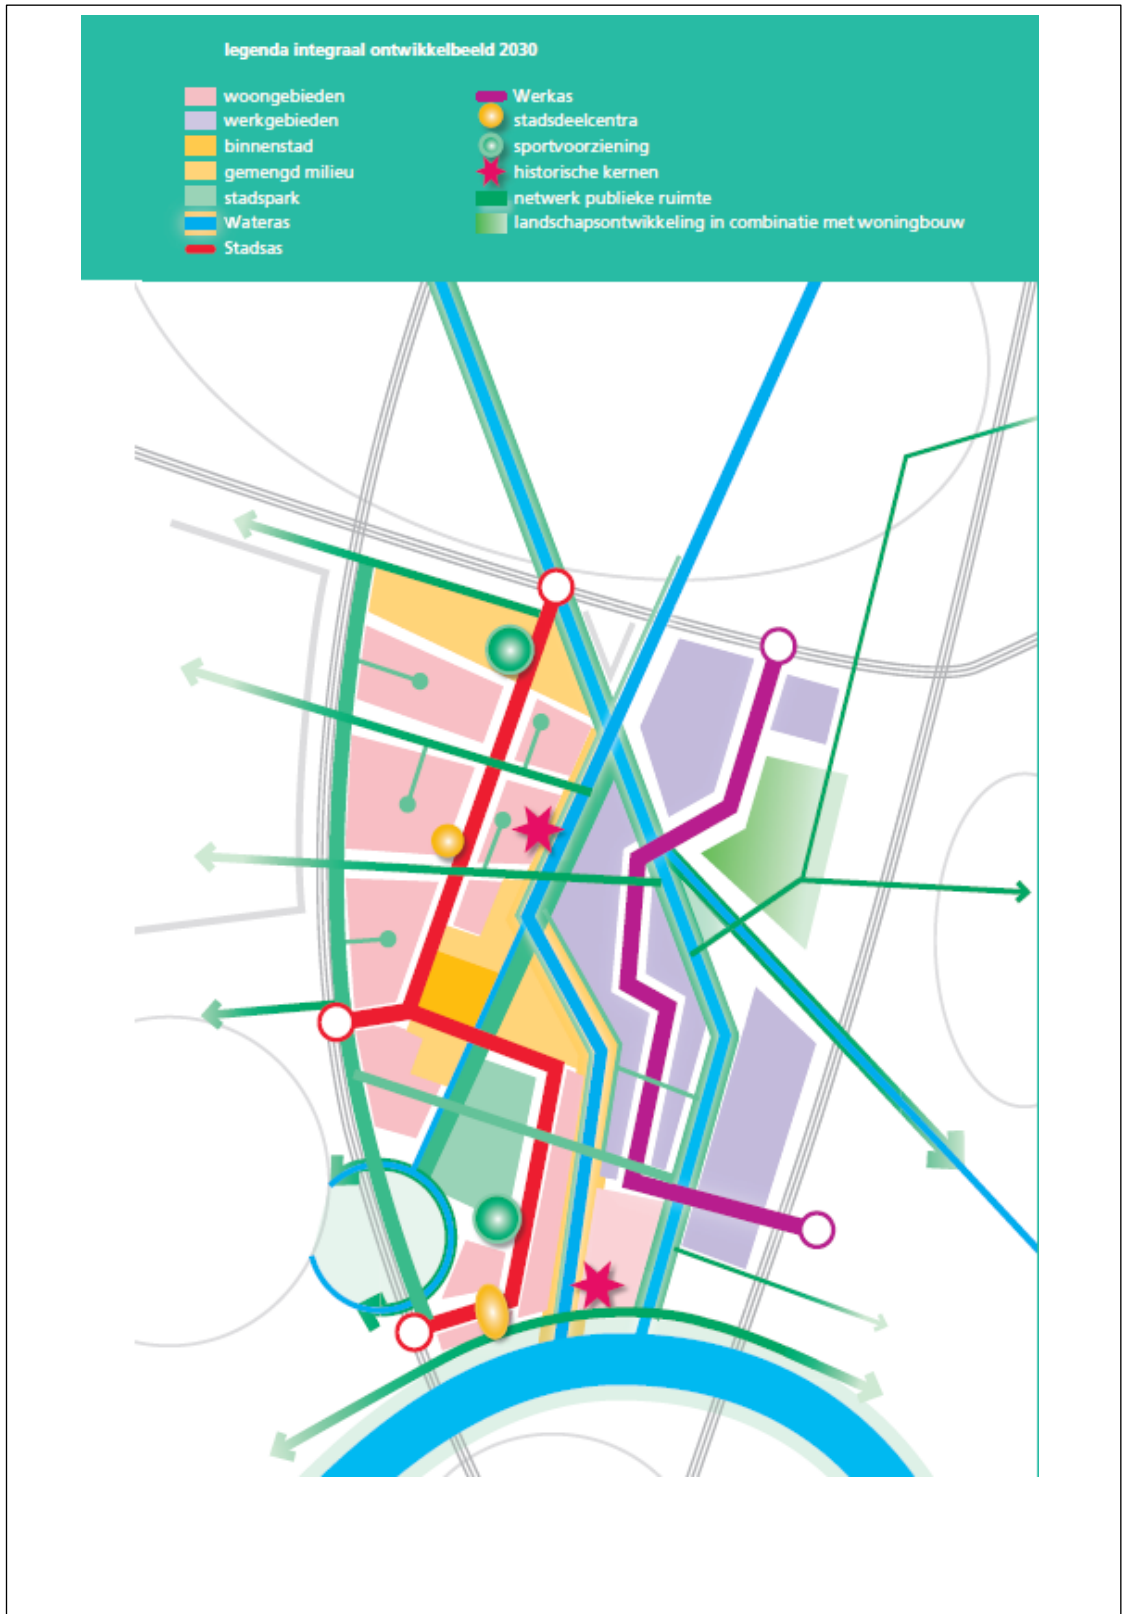 legenda integraal ontwikkelbeeld 2030
woongebieden
werkgebieden
binnenstad
gemengd milieu
stadspark
Wateras
Stadsas
Werkas
stadsdeelcentra
sportvoorziening
historische kernen
netwerk publieke ruimte
landschapsontwikkeling in combinatie met woningbouw